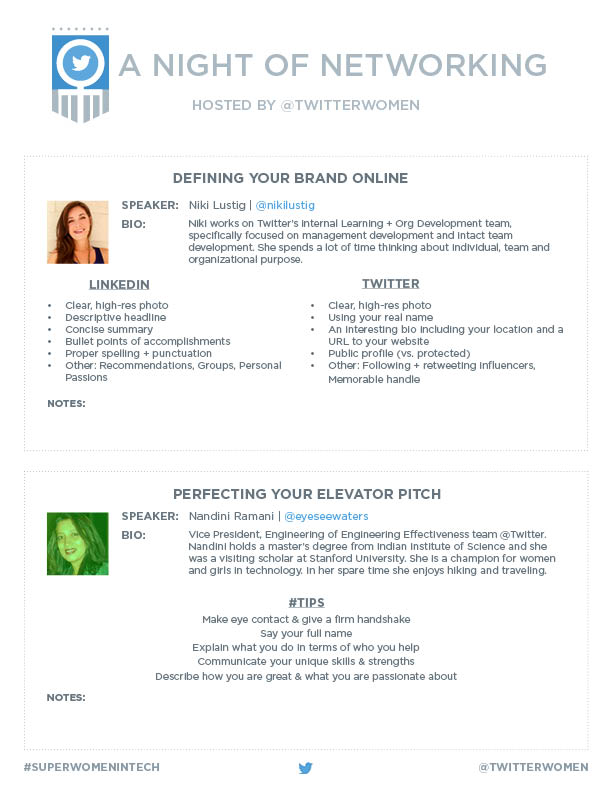 A NIGHT OF NETWORKING
HOSTED BY @TWITTERWOMEN
DEFINING YOUR BRAND ONLINE
SPEAKER: Niki Lustig | @nikilustig
BIO: Niki works on Twitter's internal Learning + Org Development team,
specifically focused on management development and intact team
development. She spends a lot of time thinking about individual, team and
organizational purpose.
LINKEDIN
• Clear, high-res photo
• Descriptive headline
• Concise summary
• Bullet points of accomplishments
• Proper spelling + punctuation
• Other: Recommendations, Groups, Personal
Passions
TWITTER
• Clear, high-res photo
• Using your real name
• An interesting bio including your location and a
URL to your website
• Public profile (vs. protected)
• Other: Following + retweeting influencers,
Memorable handle
NOTES:
PERFECTING YOUR ELEVATOR PITCH
SPEAKER: Nandini Ramani | @eyeseewaters
BIO: Vice President, Engineering of Engineering Effectiveness team @Twitter.
Nandini holds a master's degree from Indian Institute of Science and she
was a visiting scholar at Stanford University. She is a champion for women
and girls in technology. In her spare time she enjoys hiking and traveling.
#TIPS
Make eye contact & give a firm handshake
Say your full name
Explain what you do in terms of who you help
Communicate your unique skills & strengths
Describe how you are great & what you are passionate about
NOTES:
#SUPERWOMENINTECH
@TWITTERWOMEN